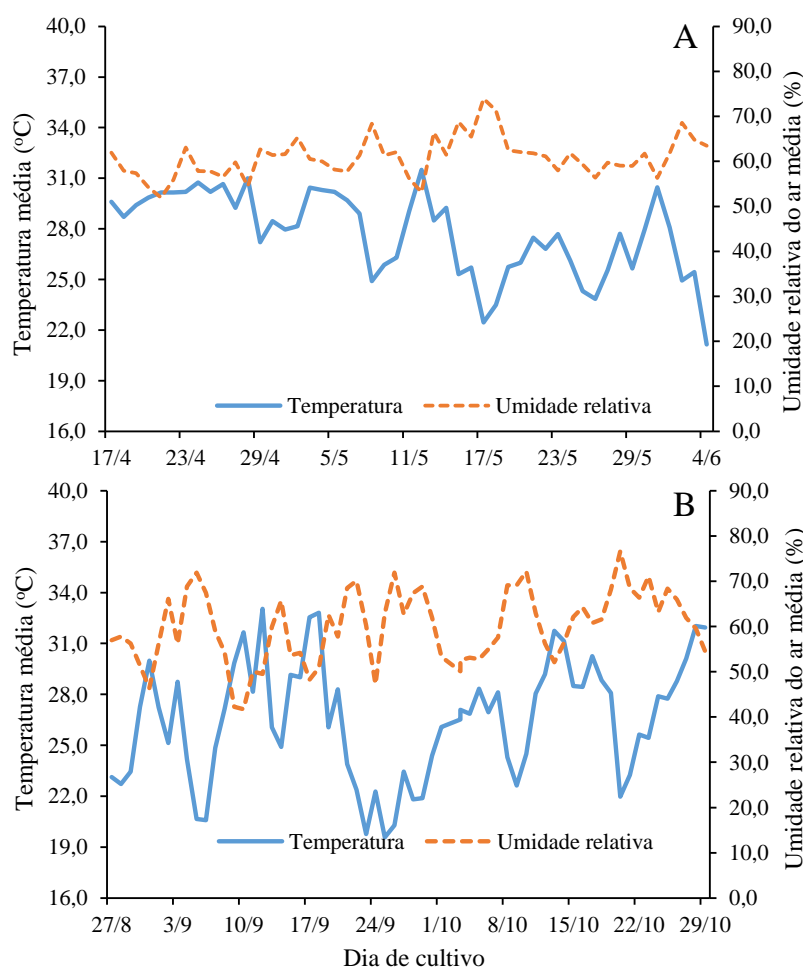 A
Temperatura média (ºC)
40,0
37,0
34,0
31,0
28,0
25,0
22,0
19,0
16,0
90,0
80,0
70,0
60,0
50,0
40,0
30,0
20,0
10,0
0,0
Umidade relativa do ar média (%)
Temperatura
Umidade relativa
17/4 23/4 29/4 5/5 11/5 17/5 23/5 29/5 4/6
B
Temperatura média (ºC)
40,0
37,0
34,0
31,0
28,0
25,0
22,0
19,0
16,0
90,0
80,0
70,0
60,0
50,0
40,0
30,0
20,0
10,0
0,0
Umidade relativa do ar média (%)
Temperatura
Umidade relativa
27/8 3/9 10/9 17/9 24/9 1/10 8/10 15/10 22/10 29/10
Dia de cultivo